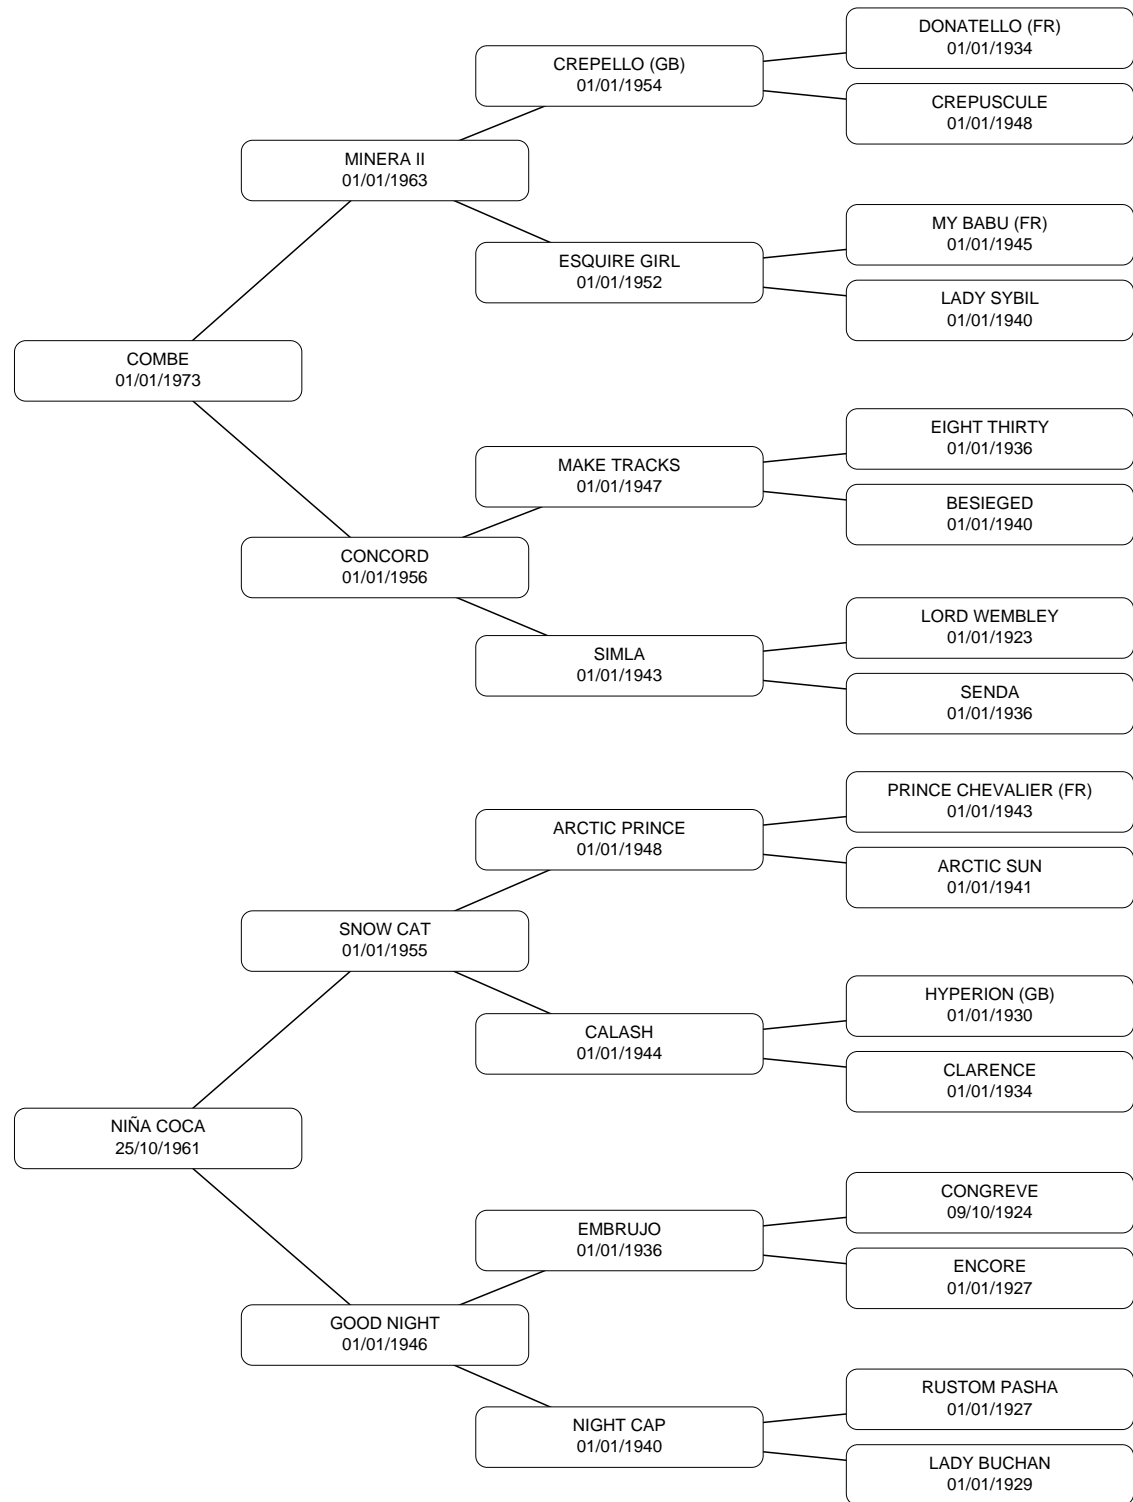 DONATELLO (FR)
01/01/1934
CREPELLO (GB)
01/01/1954
CREPUSCULE
01/01/1948
MINERA II
01/01/1963
MY BABU (FR)
01/01/1945
ESQUIRE GIRL
01/01/1952
LADY SYBIL
01/01/1940
COMBE
01/01/1973
EIGHT THIRTY
01/01/1936
MAKE TRACKS
01/01/1947
BESIEGED
01/01/1940
CONCORD
01/01/1956
LORD WEMBLEY
01/01/1923
SIMLA
01/01/1943
SENDA
01/01/1936
PRINCE CHEVALIER (FR)
01/01/1943
ARCTIC PRINCE
01/01/1948
ARCTIC SUN
01/01/1941
SNOW CAT
01/01/1955
HYPERION (GB)
01/01/1930
CALASH
01/01/1944
CLARENCE
01/01/1934
NIÑA COCA
25/10/1961
CONGREVE
09/10/1924
EMBRUJO
01/01/1936
ENCORE
01/01/1927
GOOD NIGHT
01/01/1946
RUSTOM PASHA
01/01/1927
NIGHT CAP
01/01/1940
LADY BUCHAN
01/01/1929